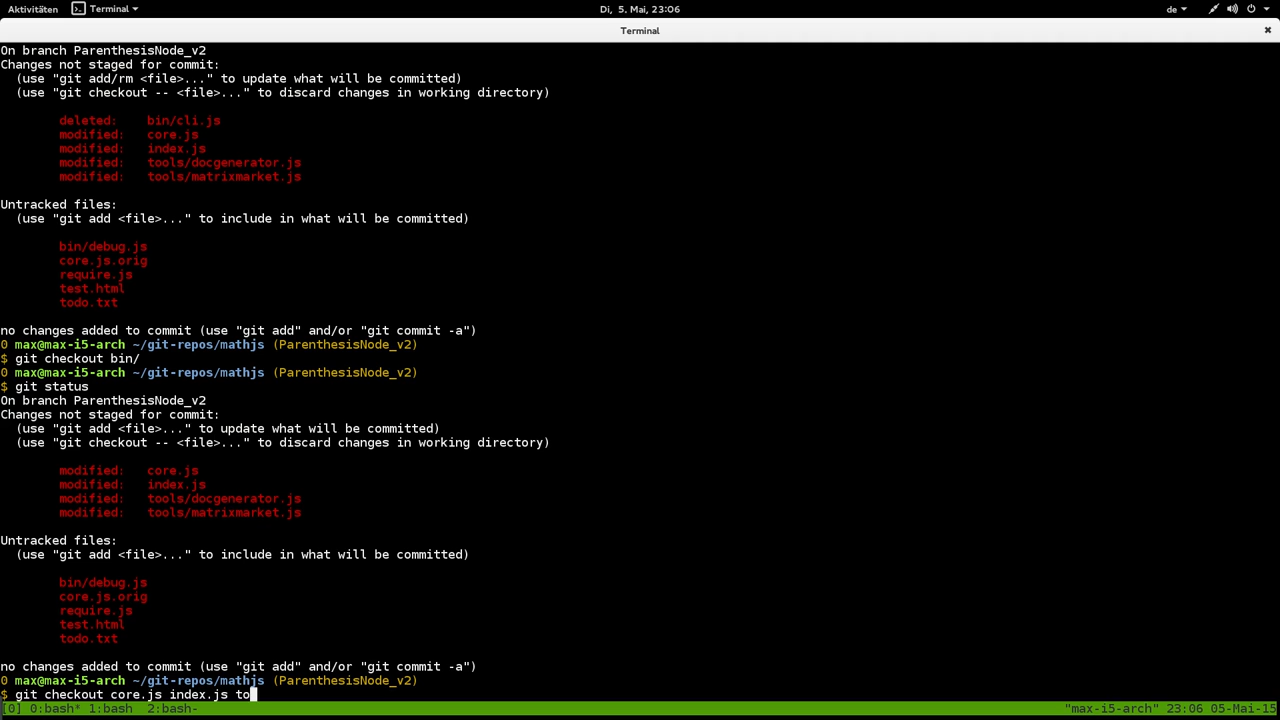 Aktivitäten Terminal Di, 5. Mai, 23:06 de
Terminal
On branch ParenthesisNode_v2
Changes not staged for commit:
  (use "git add/rm <file>..." to update what will be committed)
  (use "git checkout -- <file>..." to discard changes in working directory)
deleted:    bin/cli.js
modified:   core.js
modified:   index.js
modified:   tools/docgenerator.js
modified:   tools/matrixmarket.js
Untracked files:
  (use "git add <file>..." to include in what will be committed)
bin/debug.js
core.js.orig
require.js
test.html
todo.txt
no changes added to commit (use "git add" and/or "git commit -a")
0 max@max-i5-arch ~/git-repos/mathjs (ParenthesisNode_v2)
$ git checkout bin/
0 max@max-i5-arch ~/git-repos/mathjs (ParenthesisNode_v2)
$ git status
On branch ParenthesisNode_v2
Changes not staged for commit:
  (use "git add <file>..." to update what will be committed)
  (use "git checkout -- <file>..." to discard changes in working directory)
modified:   core.js
modified:   index.js
modified:   tools/docgenerator.js
modified:   tools/matrixmarket.js
Untracked files:
  (use "git add <file>..." to include in what will be committed)
bin/debug.js
core.js.orig
require.js
test.html
todo.txt
no changes added to commit (use "git add" and/or "git commit -a")
0 max@max-i5-arch ~/git-repos/mathjs (ParenthesisNode_v2)
$ git checkout core.js index.js to
[0] 0:bash* 1:bash  2:bash- "max-i5-arch" 23:06 05-Mai-15